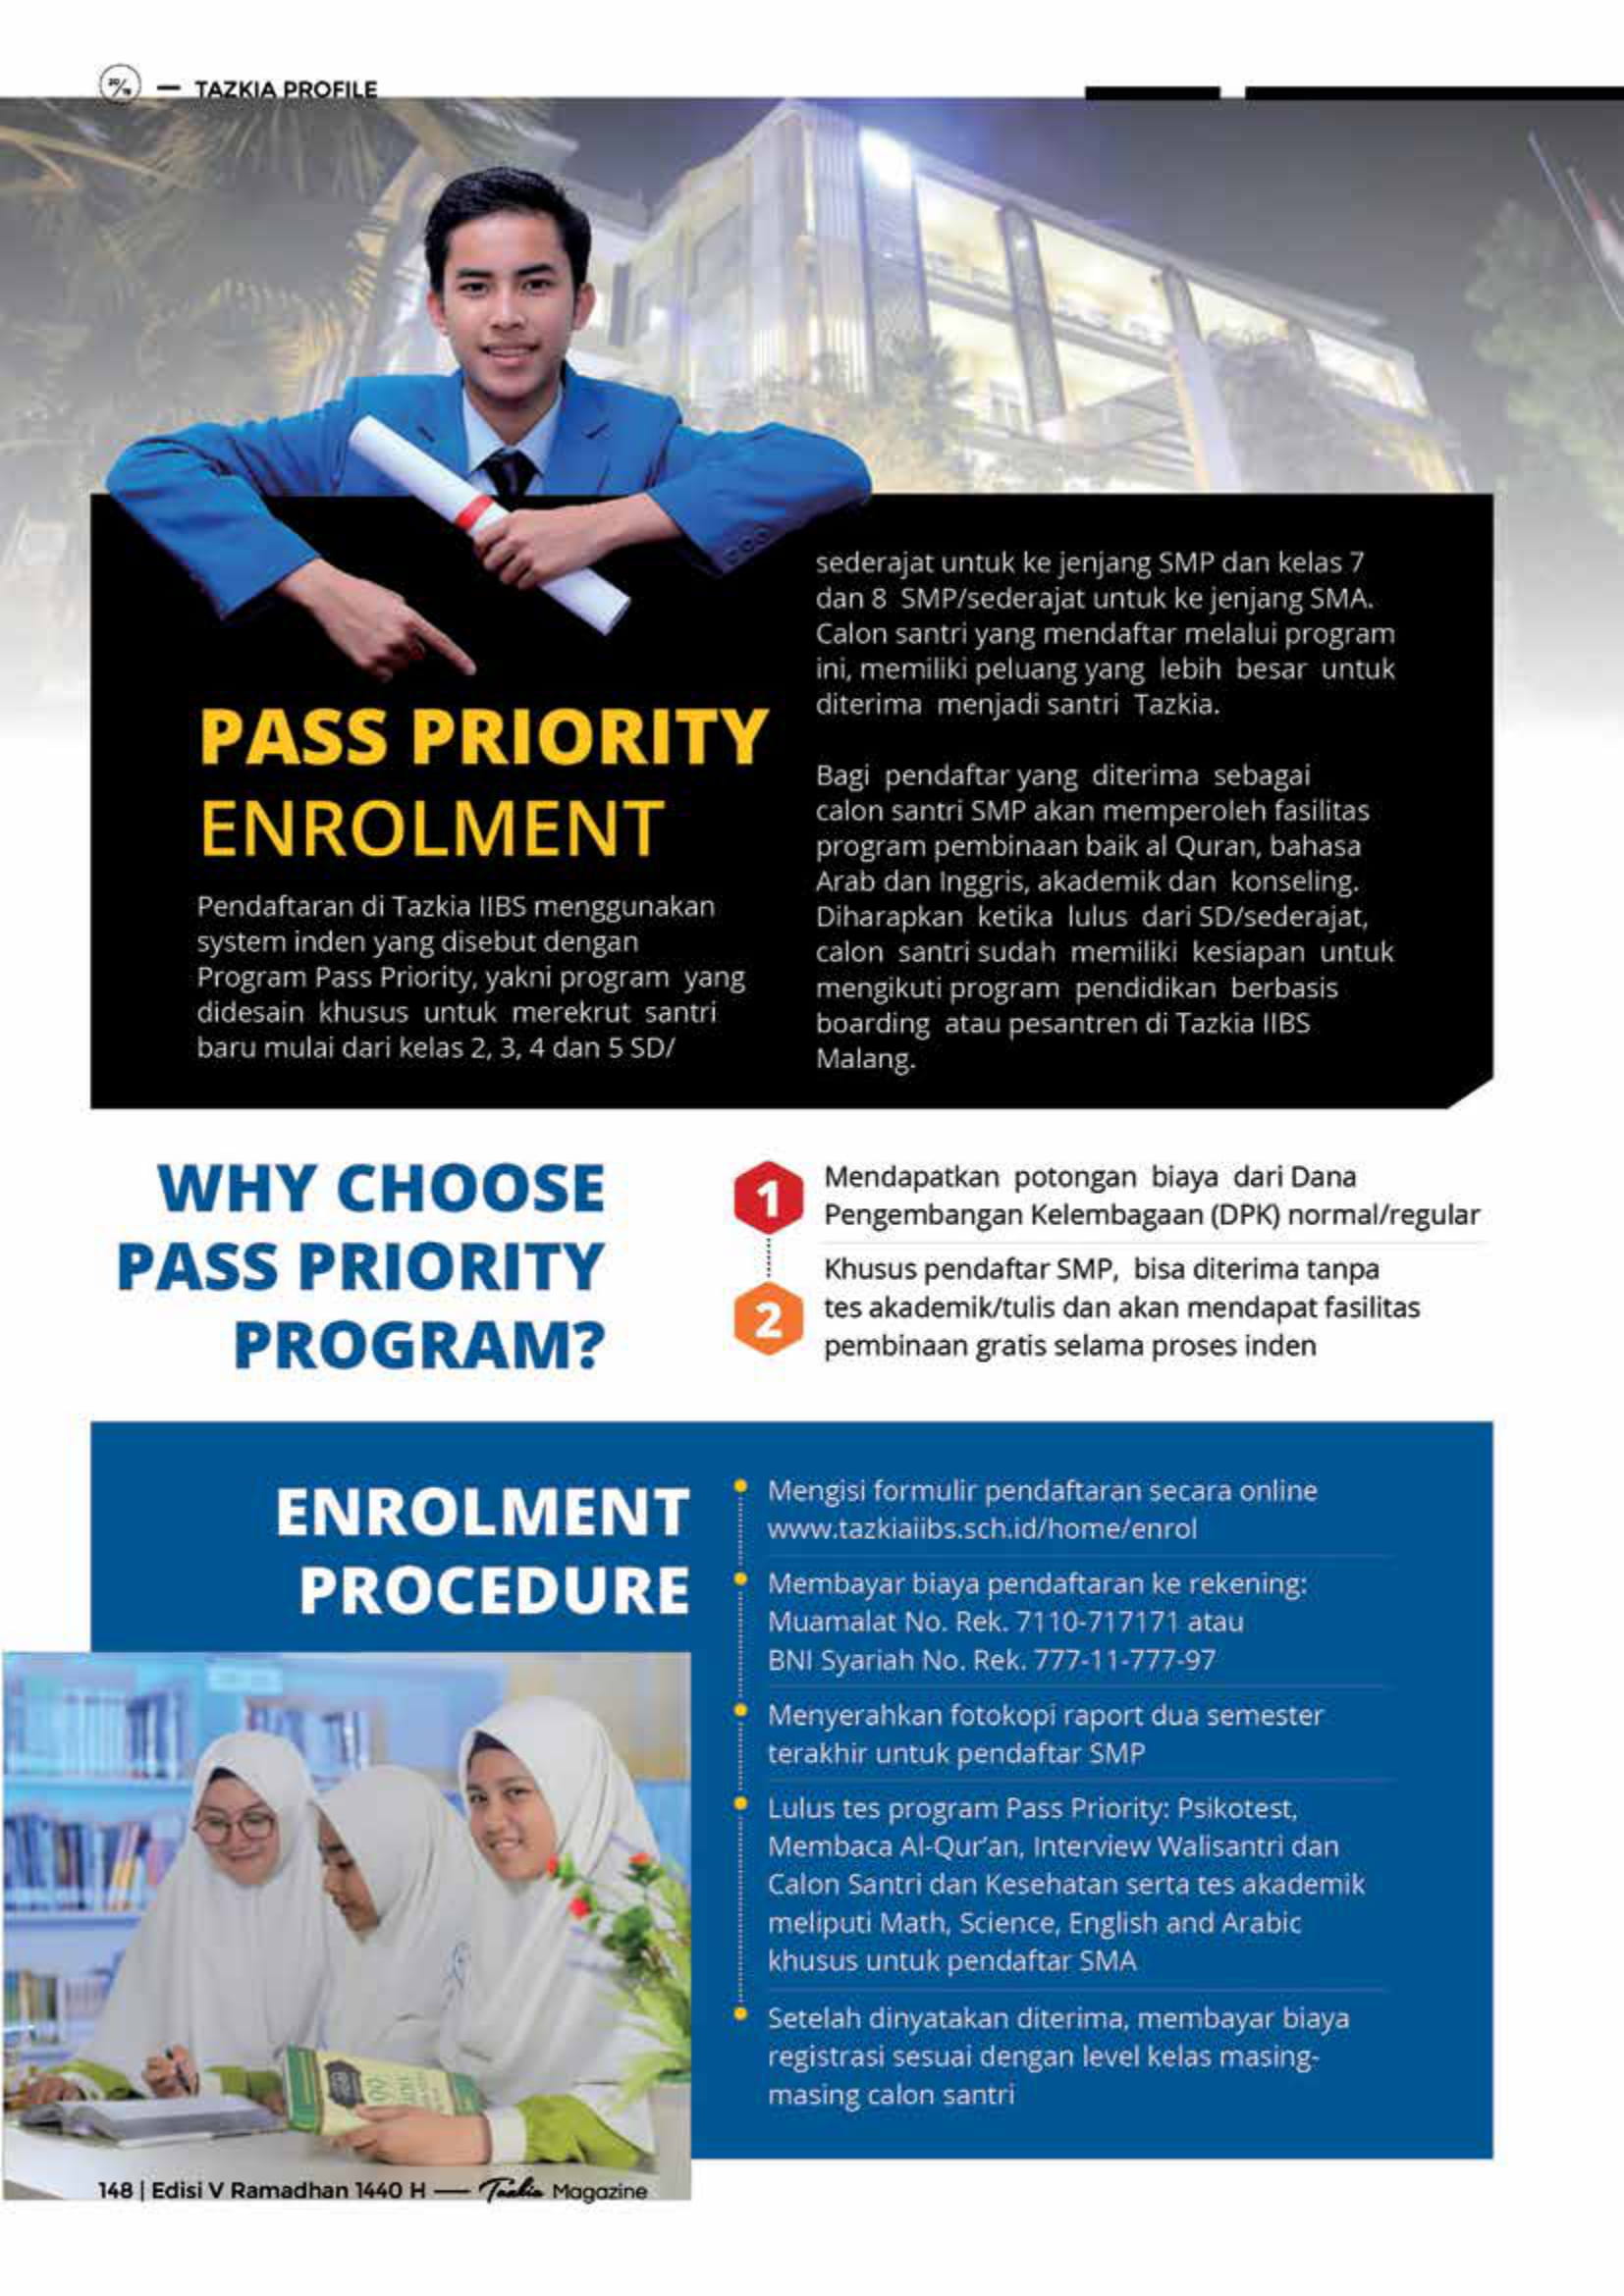 TAZKIA PROFILE
PASS PRIORITY
ENROLMENT
Pendaftaran di Tazkia IIBS menggunakan
system inden yang disebut dengan
Program Pass Priority, yakni program yang
didesain khusus untuk merekrut santri
baru mulai dari kelas 2, 3, 4 dan 5 SD/
sederajat untuk ke jenjang SMP dan kelas 7
dan 8 SMP/sederajat untuk ke jenjang SMA.
Calon santri yang mendaftar melalui program
ini, memiliki peluang yang lebih besar untuk
diterima menjadi santri Tazkia.
Bagi pendaftar yang diterima sebagai
calon santri SMP akan memperoleh fasilitas
program pembinaan baik al Quran, bahasa
Arab dan Inggris, akademik dan konseling.
Diharapkan ketika lulus dari SD/sederajat,
calon santri sudah memiliki kesiapan untuk
mengikuti program pendidikan berbasis
boarding atau pesantren di Tazkia IIBS
Malang.
WHY CHOOSE
PASS PRIORITY
PROGRAM?
1
Mendapatkan potongan biaya dari Dana
Pengembangan Kelembagaan (DPK) normal/regular
2
Khusus pendaftar SMP, bisa diterima tanpa
tes akademik/tulis dan akan mendapat fasilitas
pembinaan gratis selama proses inden
ENROLMENT
PROCEDURE
Mengisi formulir pendaftaran secara online
www.tazkiaiibs.sch.id/home/enrol
Membayar biaya pendaftaran ke rekening:
Muamalat No. Rek. 7110-717171 atau
BNI Syariah No. Rek. 777-11-777-97
Menyerahkan fotokopi raport dua semester
terakhir untuk pendaftar SMP
Lulus tes program Pass Priority: Psikotest,
Membaca Al-Qur’an, Interview Walisantri dan
Calon Santri dan Kesehatan serta tes akademik
meliputi Math, Science, English and Arabic
khusus untuk pendaftar SMA
Setelah dinyatakan diterima, membayar biaya
registrasi sesuai dengan level kelas masing-
masing calon santri
148 | Edisi V Ramadhan 1440 H — Tazkia Magazine